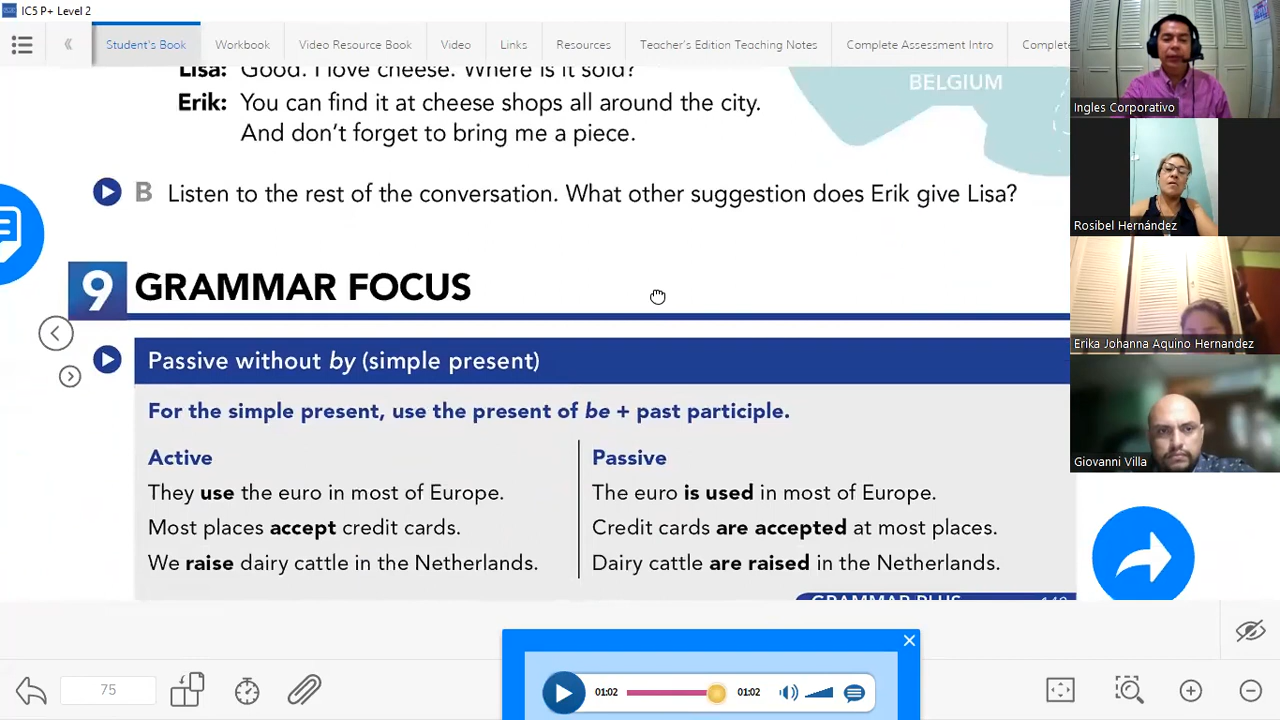 IC5 P+ Level 2
Student's Book
Workbook
Video Resource Book
Video
Resources
Teacher's Edition Teaching Notes
Complete Assessment Intro
Complete
Lisa: Good. I love cheese. Where is it sold?
BELGIUM
Erik: You can find it at cheese shops all around the city.
And don't forget to bring me a piece.
B Listen to the rest of the conversation. What other suggestion does Erik give Lisa?
9 GRAMMAR FOCUS
Passive without by (simple present)
For the simple present, use the present of be + past participle.
Active
They use the euro in most of Europe.
Most places accept credit cards.
We raise dairy cattle in the Netherlands.
Passive
The euro is used in most of Europe.
Credit cards are accepted at most places.
Dairy cattle are raised in the Netherlands.
GRAMMAR PLUS
01:02
01:02
75
Ingles Corporativo
Rosibel Hernández
Erika Johanna Aquino Hernandez
Giovanni Villa